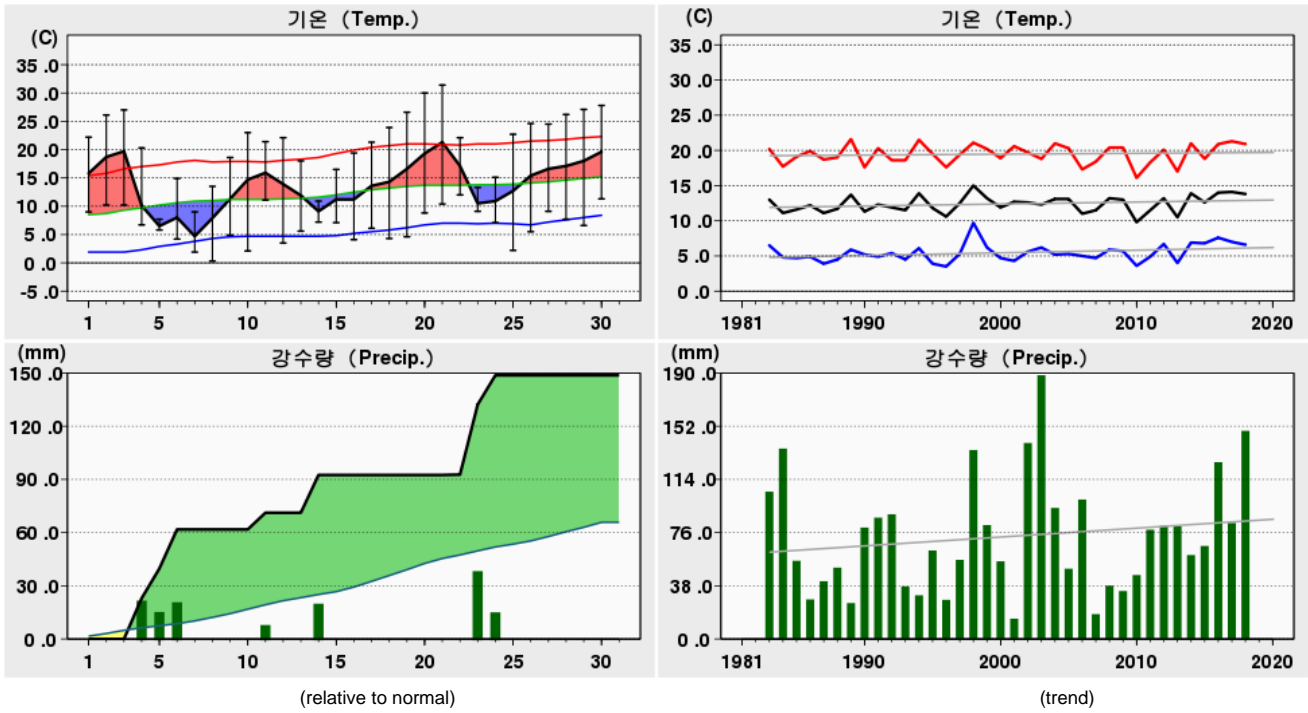 기온 (Temp.)
(C)
35 .0
30 .0
25 .0
20 .0
15 .0
10 .0
5 .0
0 .0
-5 .0
1 5 10 15 20 25 30
기온 (Temp.)
(C)
35 .0
30 .0
25 .0
20 .0
15 .0
10 .0
5 .0
0 .0
1981 1990 2000 2010 2020
강수량 (Precip.)
(mm)
150 .0
120 .0
90 .0
60 .0
30 .0
0 .0
1 5 10 15 20 25 30
(relative to normal)
강수량 (Precip.)
(mm)
190 .0
152 .0
114 .0
76 .0
38 .0
0 .0
1981 1990 2000 2010 2020
(trend)